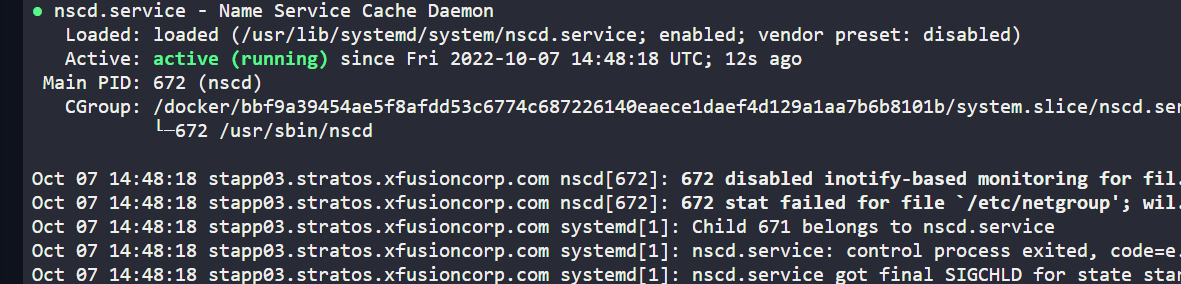 ● nscd.service - Name Service Cache Daemon
Loaded: loaded (/usr/lib/systemd/system/nscd.service; enabled; vendor preset: disabled)
Active: active (running) since Fri 2022-10-07 14:48:18 UTC; 12s ago
Main PID: 672 (nscd)
CGroup: /docker/bbf9a39454ae5f8afdd53c6774c687226140eaece1daef4d129a1aa7b6b8101b/system.slice/nscd.ser
└─672 /usr/sbin/nscd
Oct 07 14:48:18 stapp03.stratos.xfusioncorp.com nscd[672]: 672 disabled inotify-based monitoring for fil.
Oct 07 14:48:18 stapp03.stratos.xfusioncorp.com nscd[672]: 672 stat failed for file `/etc/netgroup'; wil.
Oct 07 14:48:18 stapp03.stratos.xfusioncorp.com systemd[1]: Child 671 belongs to nscd.service
Oct 07 14:48:18 stapp03.stratos.xfusioncorp.com systemd[1]: nscd.service: control process exited, code=e.
Oct 07 14:48:18 stapp03.stratos.xfusioncorp.com systemd[1]: nscd.service got final SIGCHLD for state star